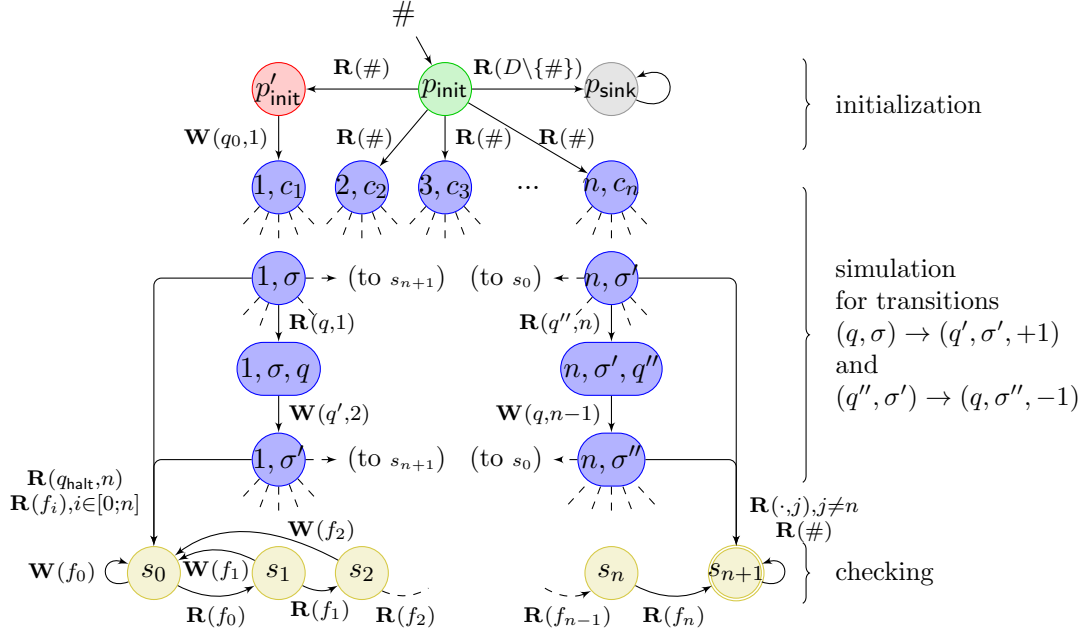 #
R(#) R(D\{#})
p′init pinit psink initialization
W(q0,1) R(#) R(#) R(#)
1, c1 2, c2 3, c3 ... n, cn
1, σ (to sn+1) (to s0) n, σ′
simulation
for transitions
(q, σ) → (q′, σ′, +1)
and
(q″, σ′) → (q, σ″, −1)
R(q,1) R(q″,n)
1, σ, q n, σ′, q″
W(q′,2) W(q,n−1)
1, σ′ (to sn+1) (to s0) n, σ″
R(qhalt,n)
R(fi),i∈[0;n]
R(·,j),j≠n
R(#)
W(f2)
W(f0) s0 W(f1) s1 s2 sn sn+1 checking
R(f0) R(f1) R(f2) R(fn−1) R(fn)